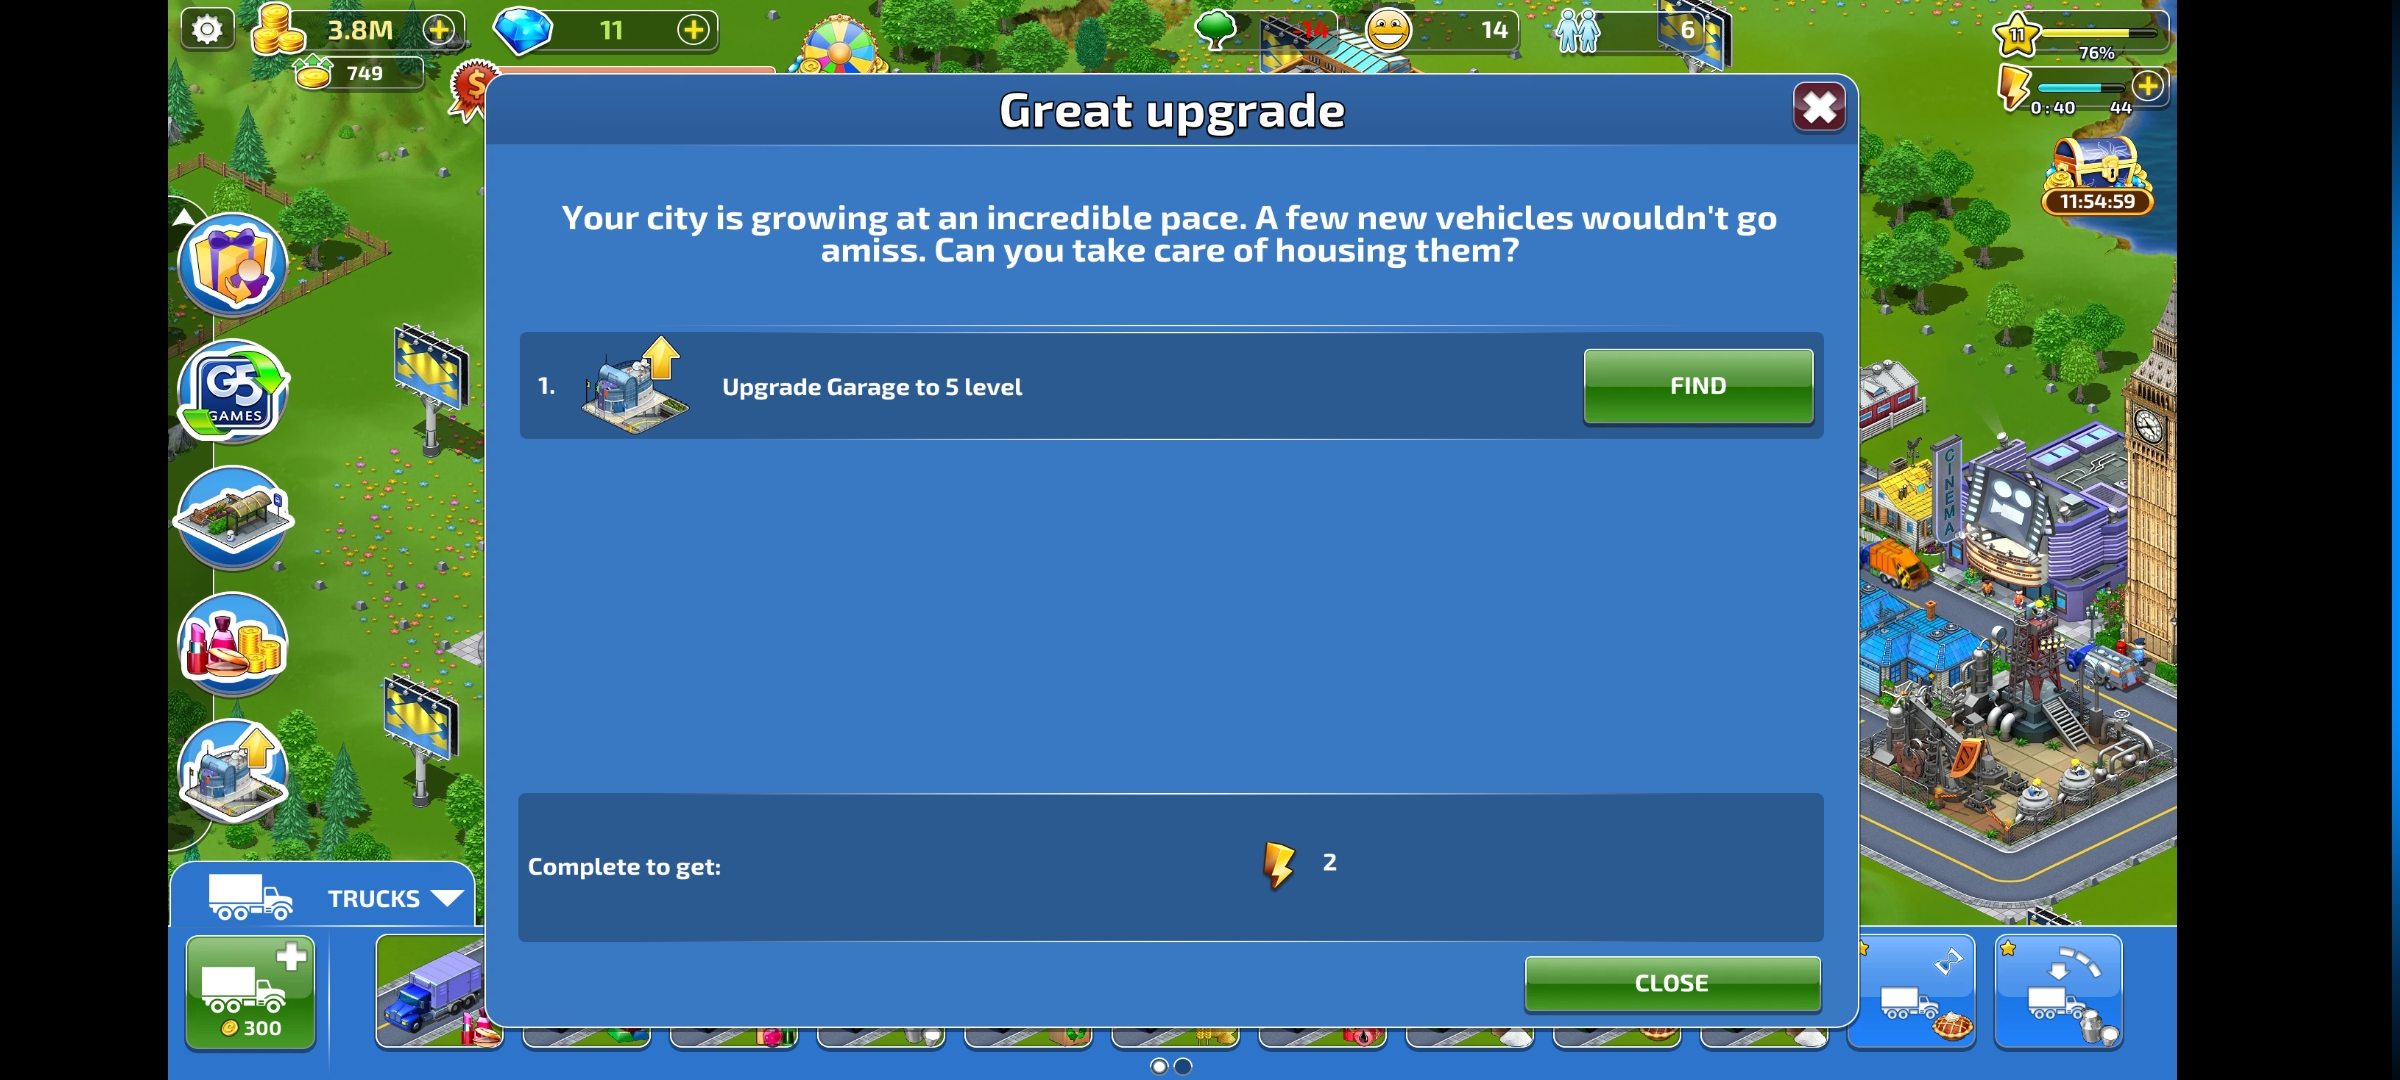 3.8M
11
-14
14
6
11
76%
749
0:40
44
Great upgrade
11:54:59
Your city is growing at an incredible pace. A few new vehicles wouldn't go
amiss. Can you take care of housing them?
1.
Upgrade Garage to 5 level
FIND
G5
GAMES
CINEMA
Complete to get:
2
TRUCKS
CLOSE
300